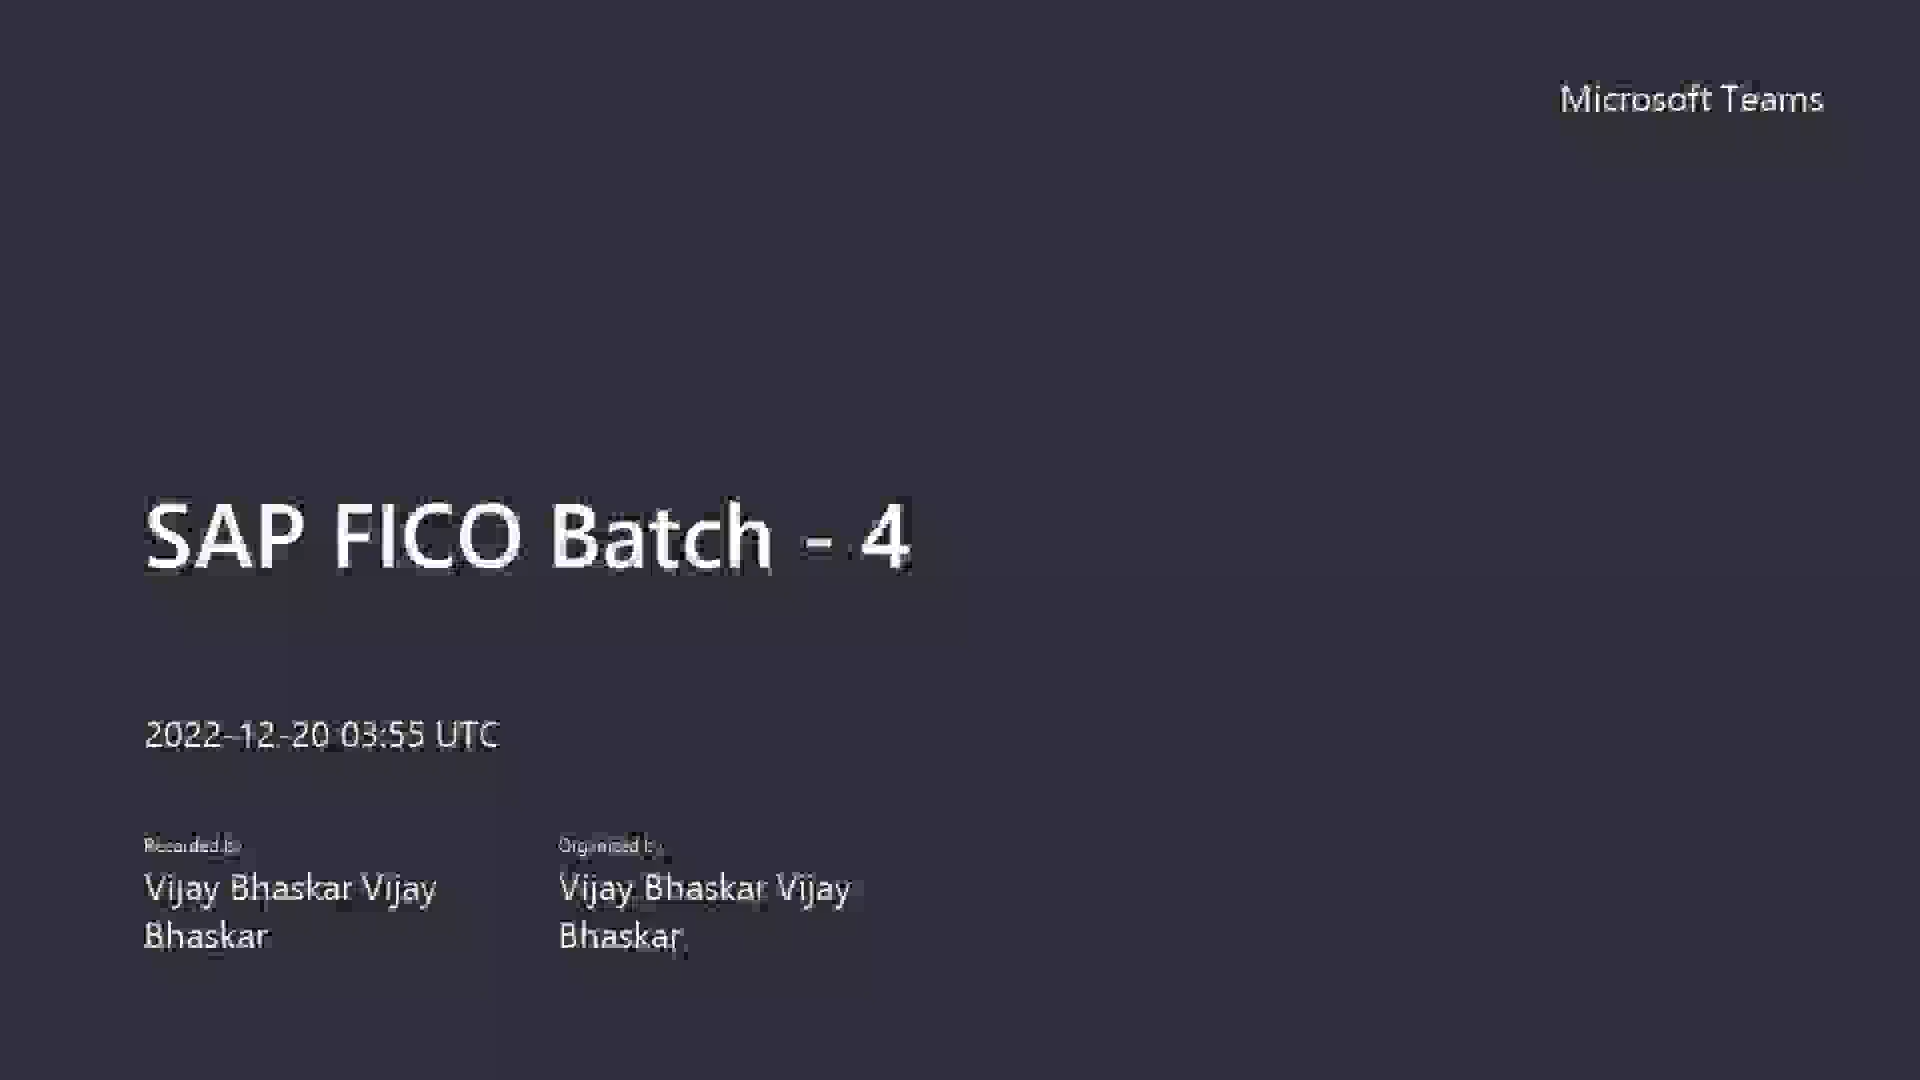 Microsoft Teams
SAP FICO Batch - 4
2022-12-20 03:55 UTC
Recorded by
Organized by
Vijay Bhaskar Vijay
Bhaskar
Vijay Bhaskar Vijay
Bhaskar